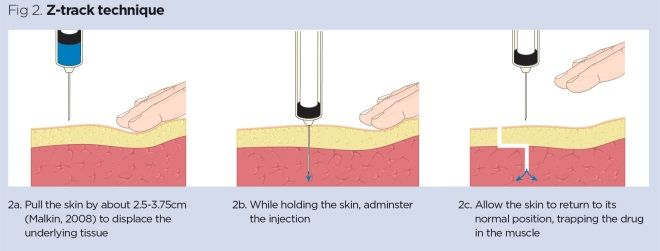 Fig 2. Z-track technique
2a. Pull the skin by about 2.5-3.75cm
(Malkin, 2008) to displace the
underlying tissue
2b. While holding the skin, adminster
the injection
2c. Allow the skin to return to its
normal position, trapping the drug
in the muscle